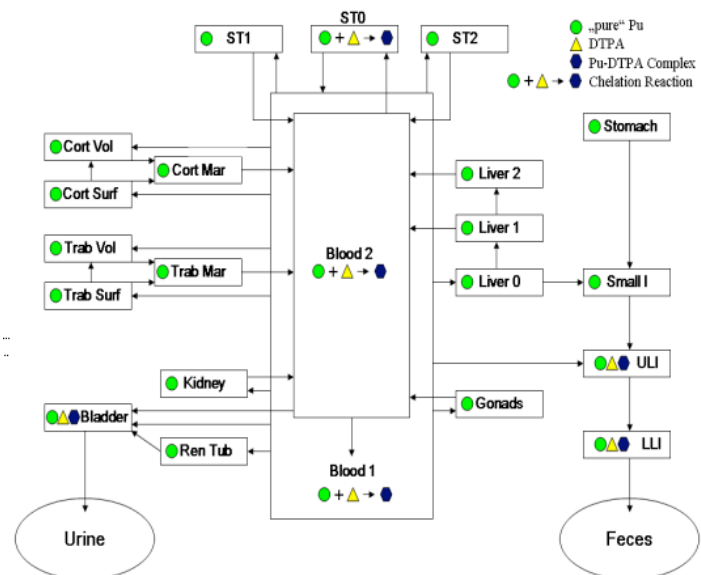 ST0
ST1
+ →
ST2
„pure“ Pu
DTPA
Pu-DTPA Complex
+ → Chelation Reaction
Stomach
Cort Vol
Cort Mar
Cort Surf
Liver 2
Liver 1
Liver 0
Small I
Trab Vol
Trab Mar
Trab Surf
Blood 2
+ →
...
..
ULI
Kidney
Gonads
Bladder
Ren Tub
LLI
Blood 1
+ →
Urine
Feces